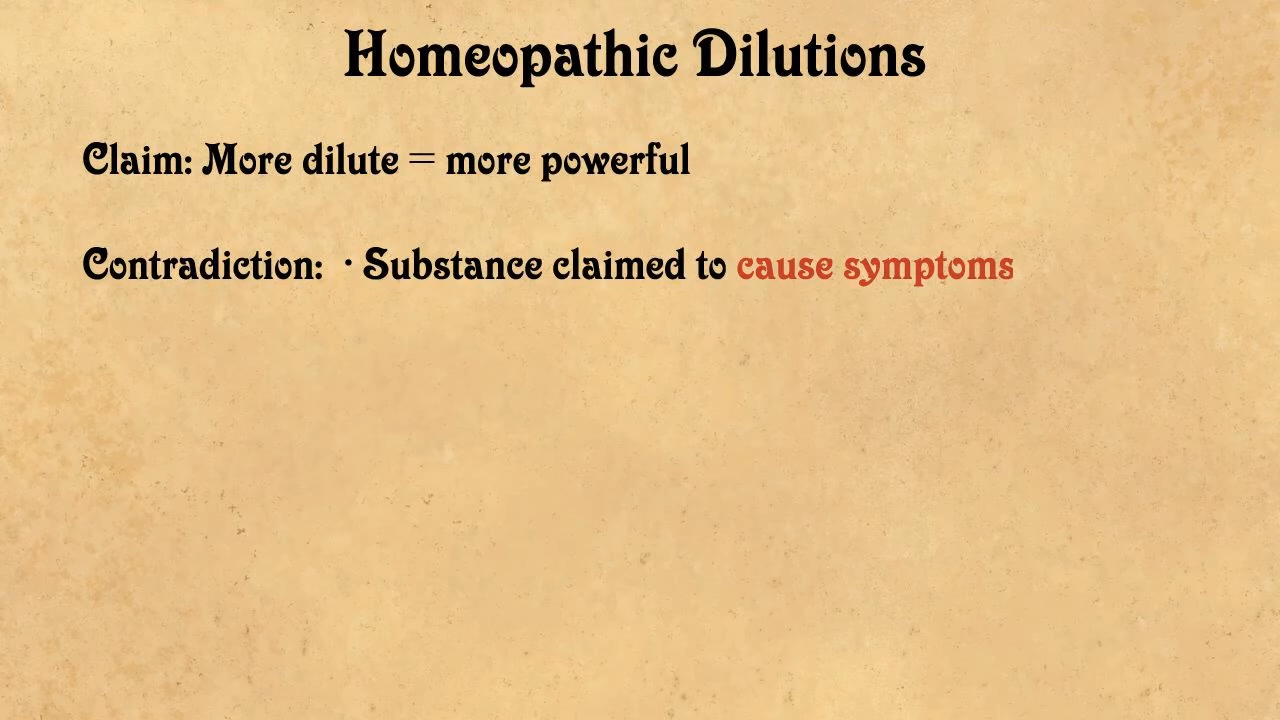 Homeopathic Dilutions
Claim: More dilute = more powerful
Contradiction: · Substance claimed to cause symptoms